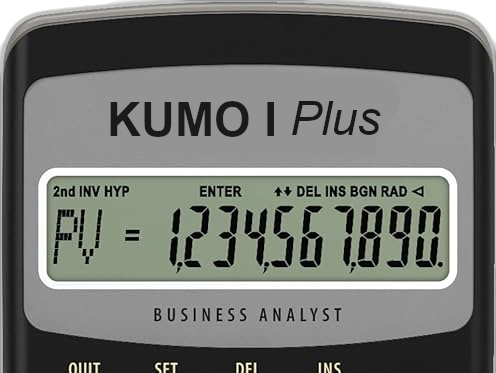 KUMO I Plus
2nd INV HYP ENTER ↑↓ DEL INS BGN RAD ◁
PV = 1,234,567,890.
BUSINESS ANALYST
QUIT SET DEL INS